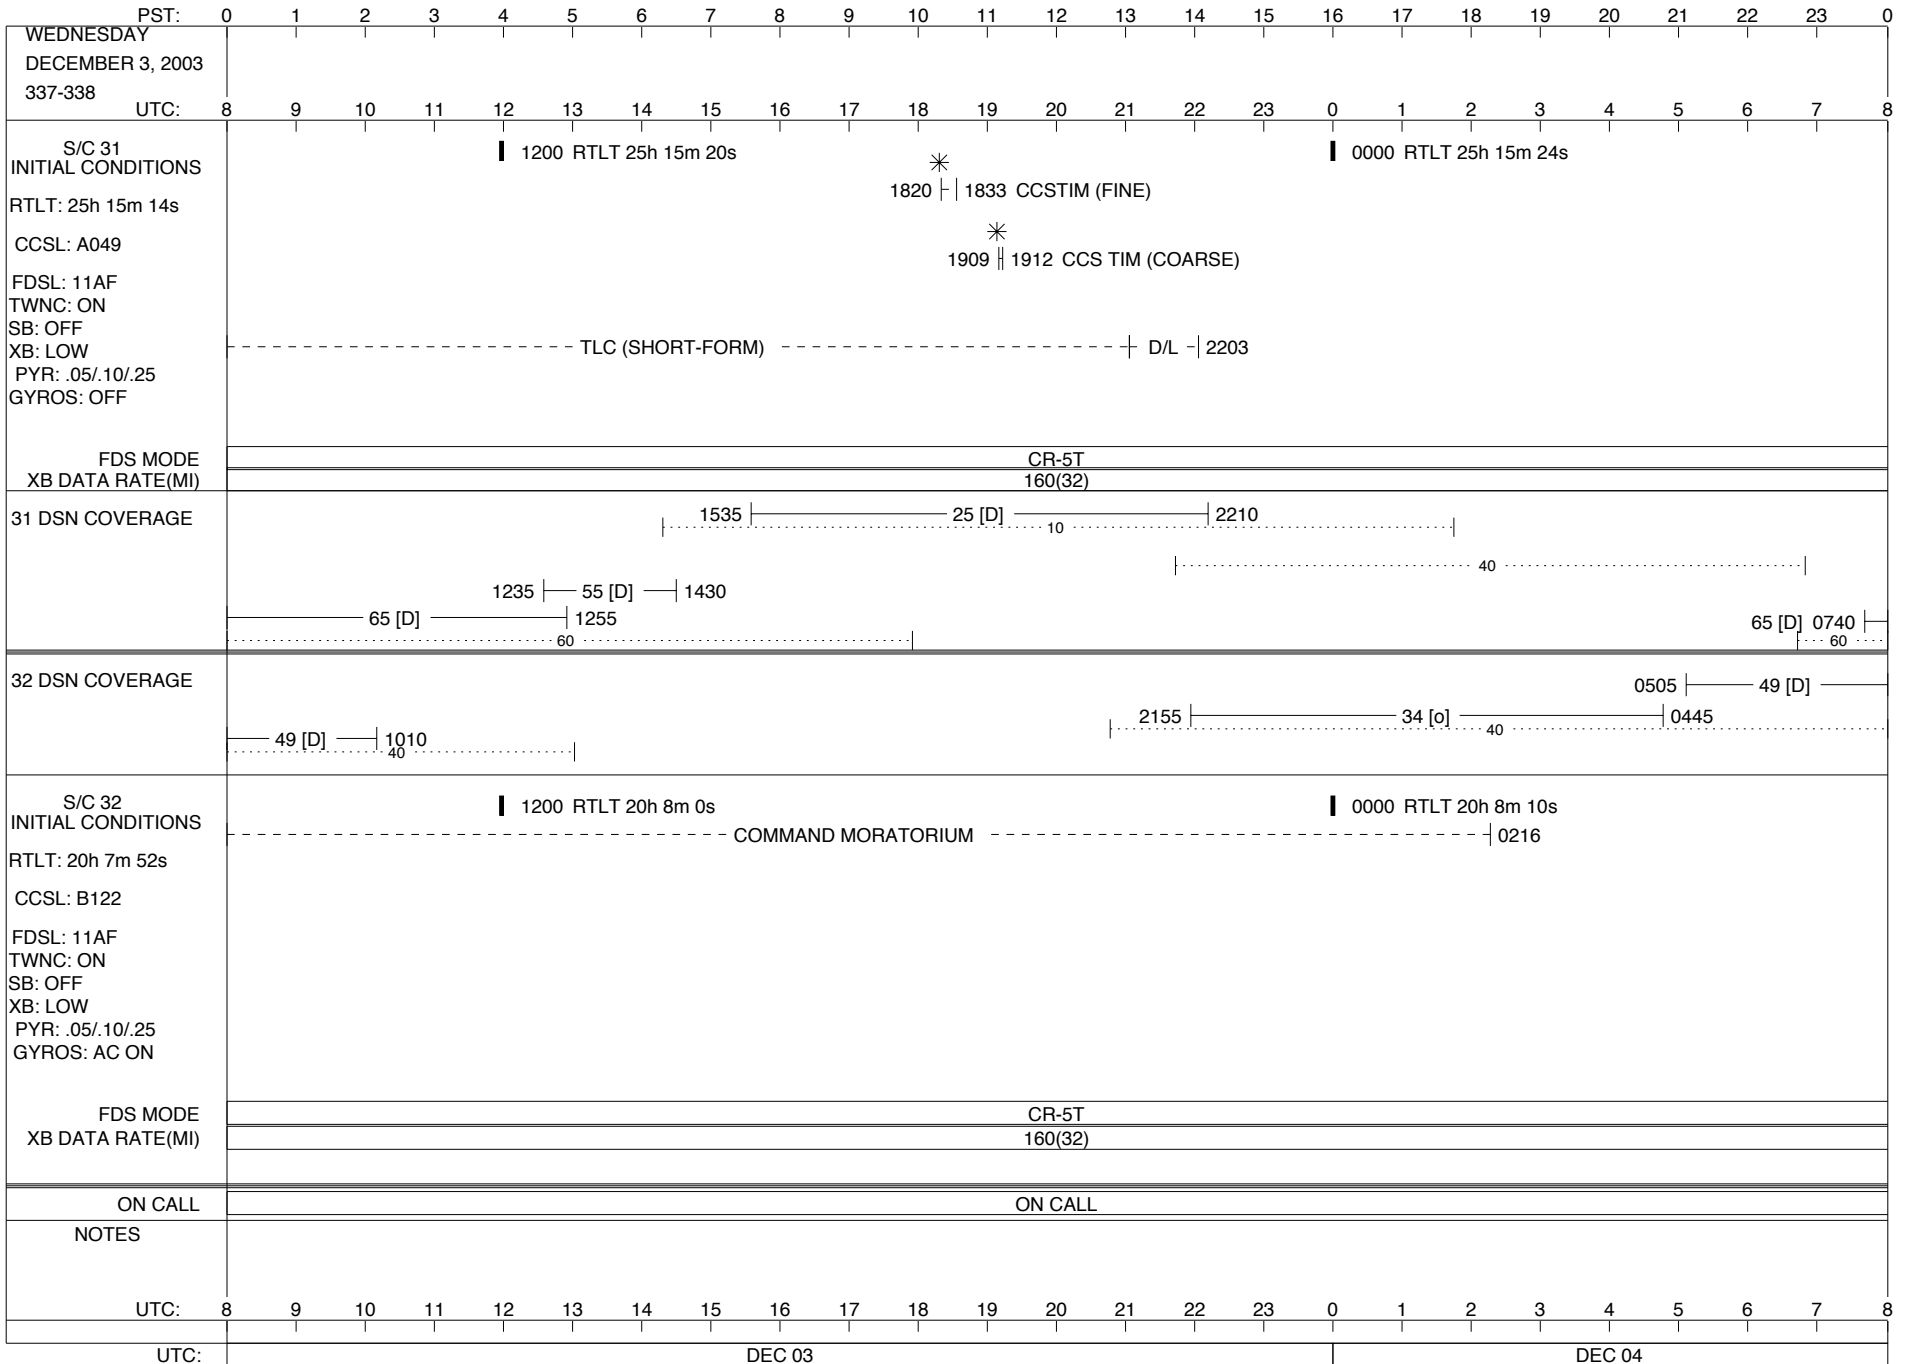 PST: 0 1 2 3 4 5 6 7 8 9 10 11 12 13 14 15 16 17 18 19 20 21 22 23 0
WEDNESDAY
DECEMBER 3, 2003
337-338
UTC: 8 9 10 11 12 13 14 15 16 17 18 19 20 21 22 23 0 1 2 3 4 5 6 7 8
S/C 31
INITIAL CONDITIONS
1200 RTLT 25h 15m 20s
0000 RTLT 25h 15m 24s
1820 1833 CCSTIM (FINE)
RTLT: 25h 15m 14s
CCSL: A049
1909 1912 CCS TIM (COARSE)
FDSL: 11AF
TWNC: ON
SB: OFF
XB: LOW
TLC (SHORT-FORM) D/L 2203
PYR: .05/.10/.25
GYROS: OFF
FDS MODE CR-5T
XB DATA RATE(MI) 160(32)
31 DSN COVERAGE
1535 25 [D] 2210
10
40
1235 55 [D] 1430
65 [D] 1255
65 [D] 0740
60 60
32 DSN COVERAGE
0505 49 [D]
2155 34 [o] 0445
40
49 [D] 1010
40
S/C 32
INITIAL CONDITIONS
1200 RTLT 20h 8m 0s
0000 RTLT 20h 8m 10s
COMMAND MORATORIUM 0216
RTLT: 20h 7m 52s
CCSL: B122
FDSL: 11AF
TWNC: ON
SB: OFF
XB: LOW
PYR: .05/.10/.25
GYROS: AC ON
FDS MODE CR-5T
XB DATA RATE(MI) 160(32)
ON CALL ON CALL
NOTES
UTC: 8 9 10 11 12 13 14 15 16 17 18 19 20 21 22 23 0 1 2 3 4 5 6 7 8
UTC: DEC 03 DEC 04